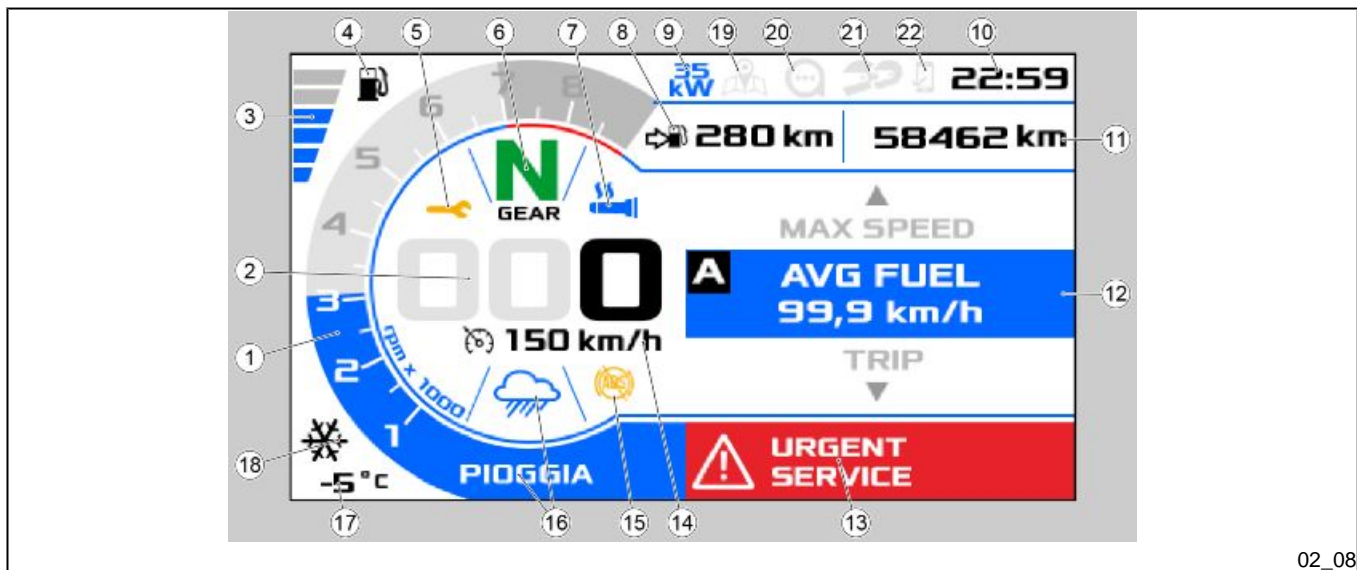 4 5 6 7 8 9 19 20 21 22 10
35
kW
22:59
3
280 km
58462 km
11
8
7
6
5
4
3
2
1
rpm x 1000
N
GEAR
MAX SPEED
2
000
A
AVG FUEL
99,9 km/h
12
150 km/h
1
TRIP
ABS
18
-5°C
PIOGGIA
URGENT
SERVICE
17 16 15 14 13
02_08